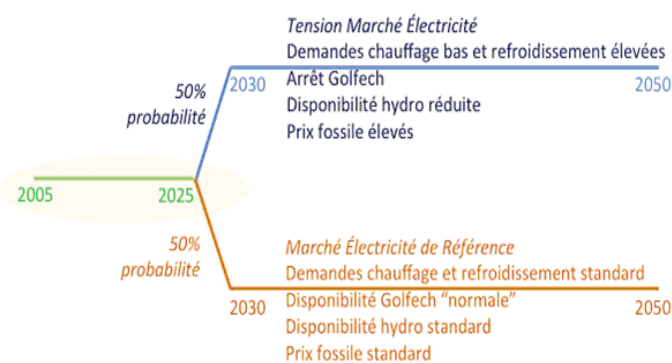 Tension Marché Électricité
Demandes chauffage bas et refroidissement élevées
50%
probabilité
2030
2050
Arrêt Golfech
Disponibilité hydro réduite
Prix fossile élevés
2005
2025
50%
probabilité
Marché Électricité de Référence
Demandes chauffage et refroidissement standard
2030
2050
Disponibilité Golfech “normale”
Disponibilité hydro standard
Prix fossile standard